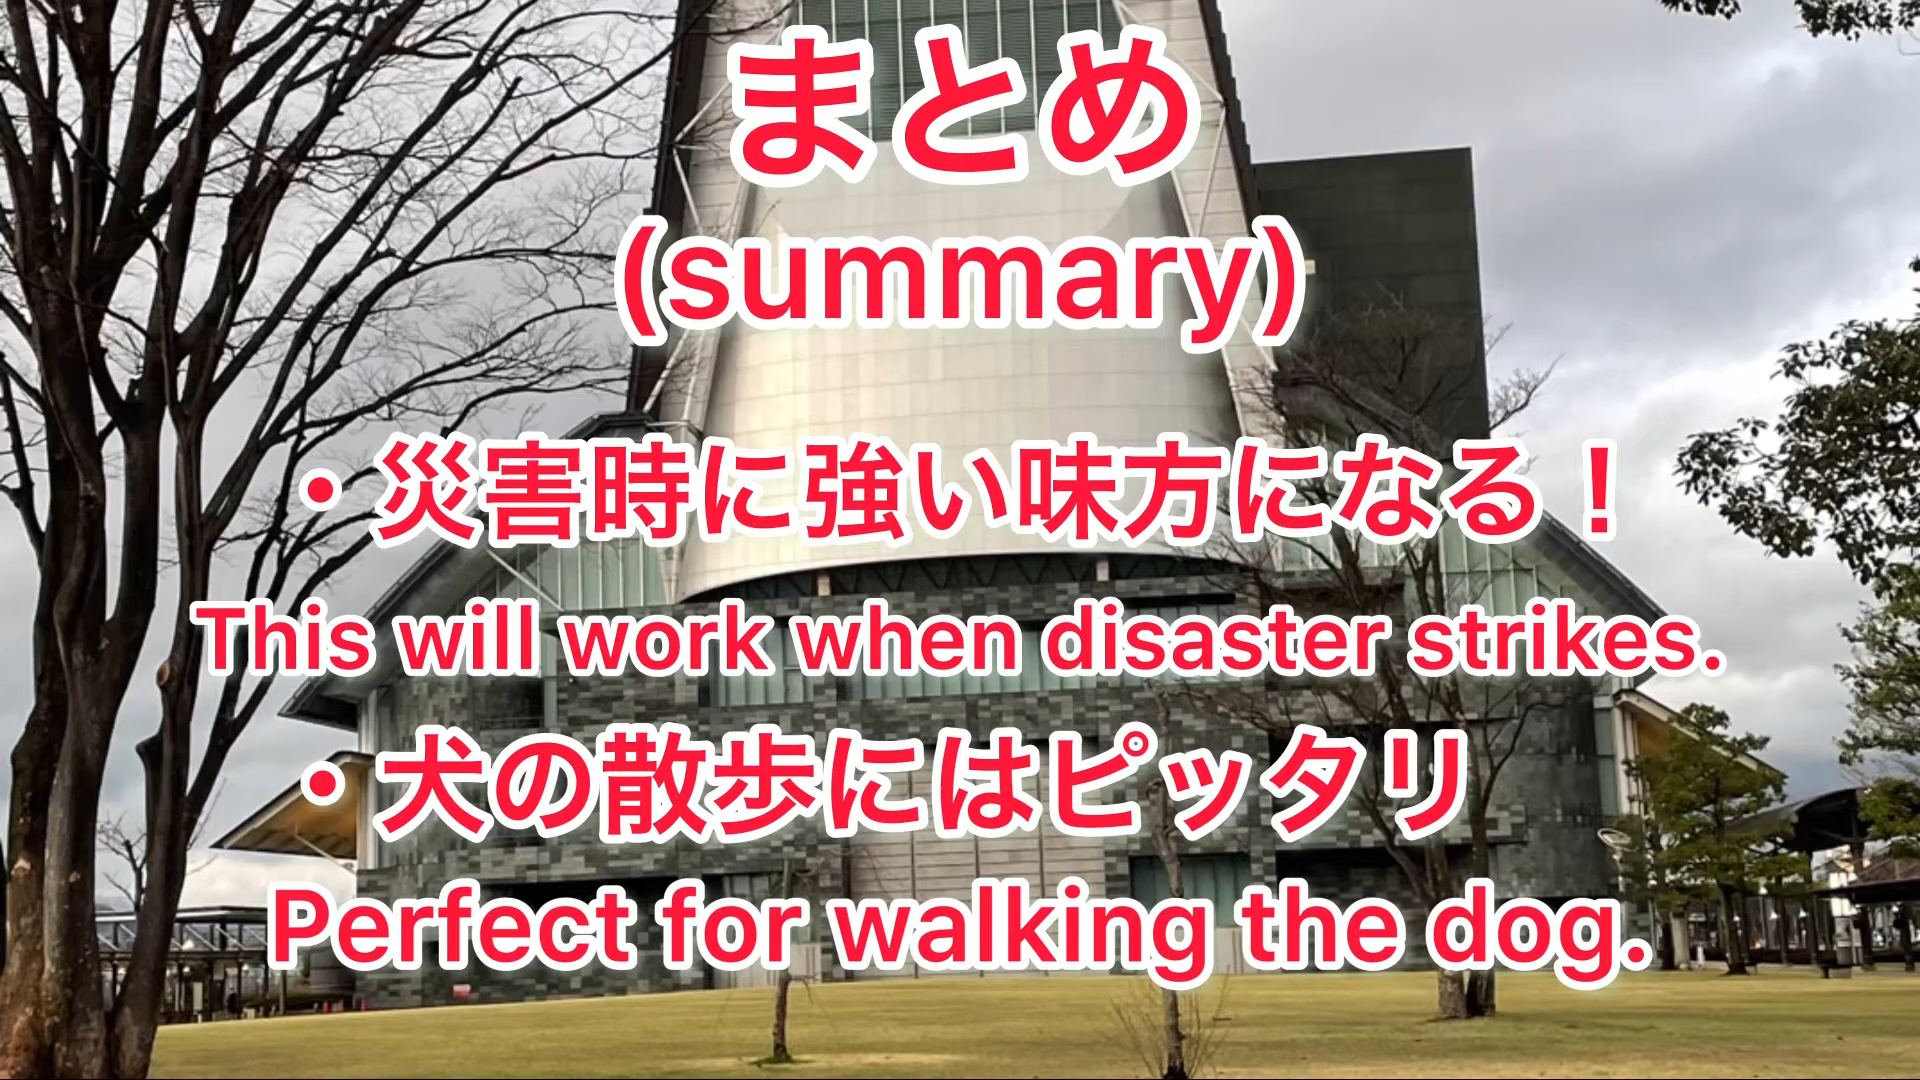 まとめ
(summary)
・災害時に強い味方になる！
This will work when disaster strikes.
・犬の散歩にはピッタリ
Perfect for walking the dog.